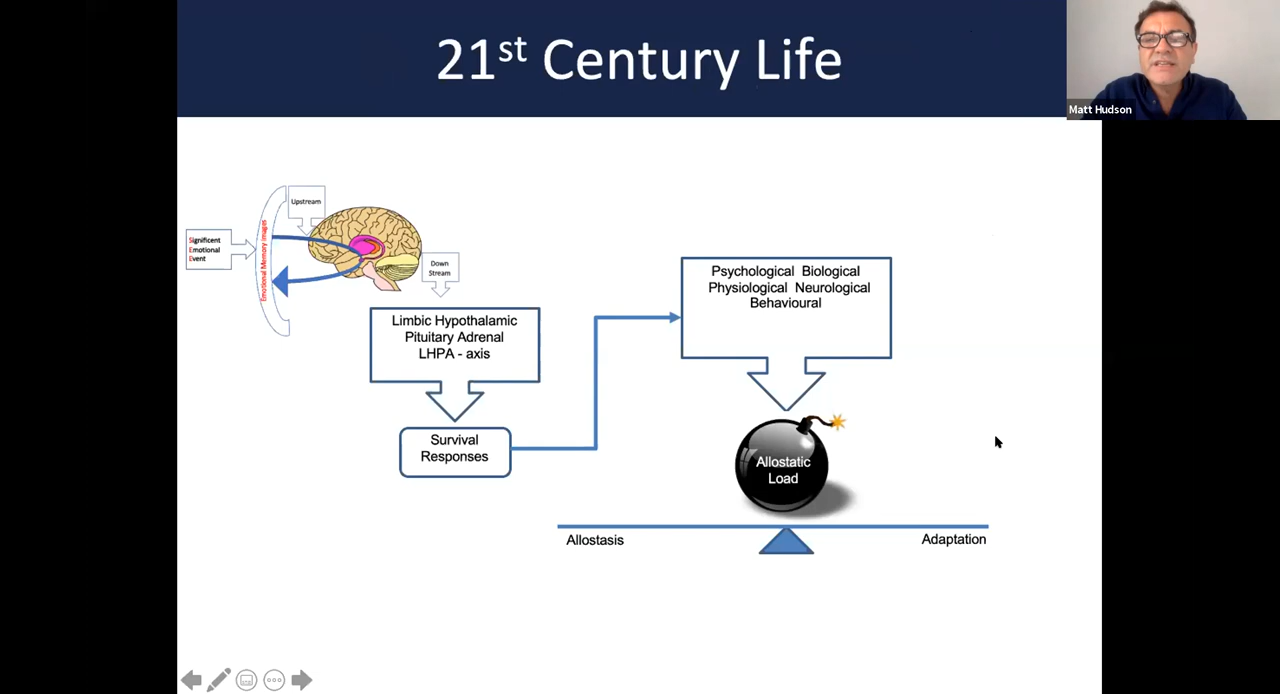 21st Century Life
Matt Hudson
Upstream
Significant
Emotional
Event
Emotional Memory Images
Down
Stream
Limbic Hypothalamic
Pituitary Adrenal
LHPA - axis
Survival
Responses
Psychological Biological
Physiological Neurological
Behavioural
Allostatic
Load
Allostasis
Adaptation